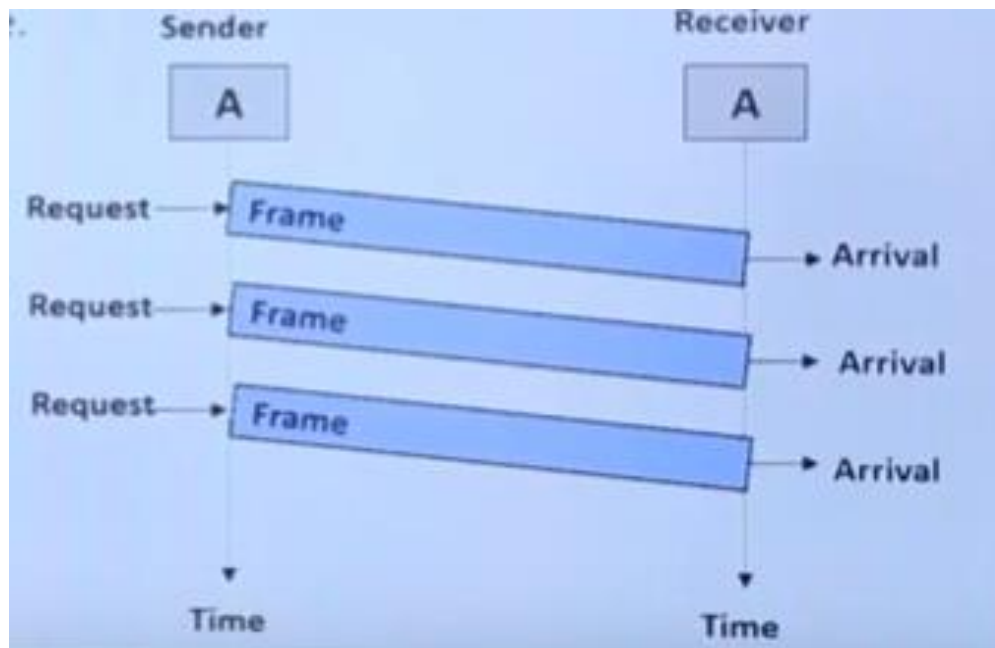 Sender
Receiver
A
A
Request
Frame
Arrival
Request
Frame
Arrival
Request
Frame
Arrival
Time
Time